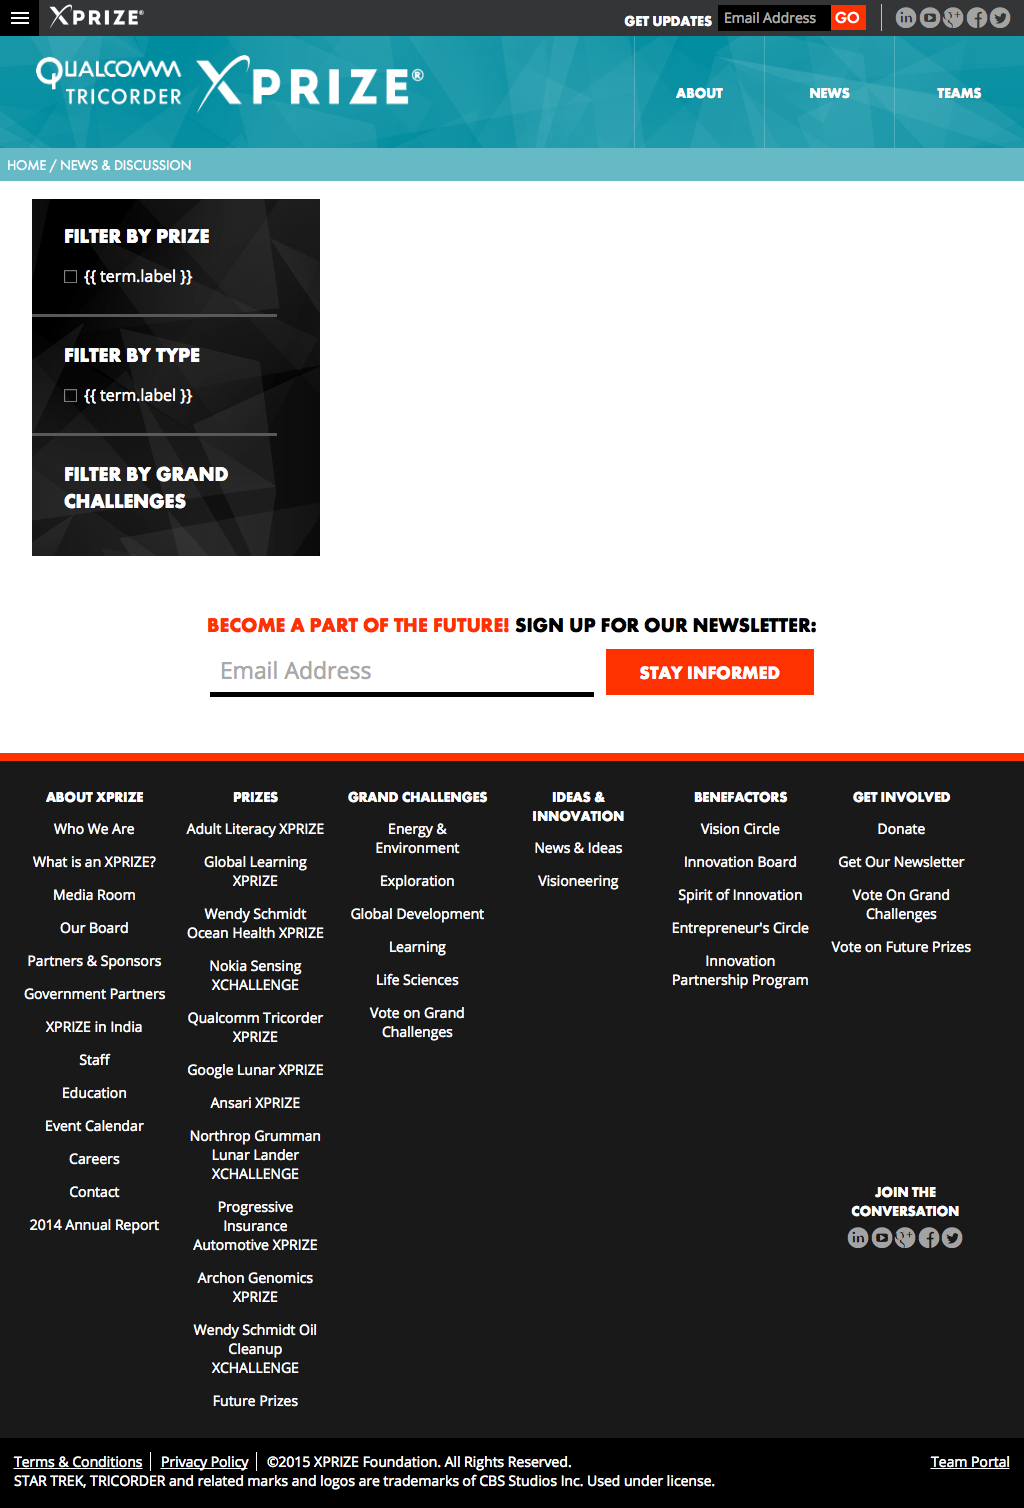 XPRIZE®
GET UPDATES
Email Address
GO
QUALCOMM
TRICORDER
XPRIZE®
ABOUT
NEWS
TEAMS
HOME / NEWS & DISCUSSION
FILTER BY PRIZE
{{ term.label }}
FILTER BY TYPE
{{ term.label }}
FILTER BY GRAND
CHALLENGES
BECOME A PART OF THE FUTURE! SIGN UP FOR OUR NEWSLETTER:
Email Address
STAY INFORMED
ABOUT XPRIZE
Who We Are
What is an XPRIZE?
Media Room
Our Board
Partners & Sponsors
Government Partners
XPRIZE in India
Staff
Education
Event Calendar
Careers
Contact
2014 Annual Report
PRIZES
Adult Literacy XPRIZE
Global Learning
XPRIZE
Wendy Schmidt
Ocean Health XPRIZE
Nokia Sensing
XCHALLENGE
Qualcomm Tricorder
XPRIZE
Google Lunar XPRIZE
Ansari XPRIZE
Northrop Grumman
Lunar Lander
XCHALLENGE
Progressive
Insurance
Automotive XPRIZE
Archon Genomics
XPRIZE
Wendy Schmidt Oil
Cleanup
XCHALLENGE
Future Prizes
GRAND CHALLENGES
Energy &
Environment
Exploration
Global Development
Learning
Life Sciences
Vote on Grand
Challenges
IDEAS &
INNOVATION
News & Ideas
Visioneering
BENEFACTORS
Vision Circle
Innovation Board
Spirit of Innovation
Entrepreneur's Circle
Innovation
Partnership Program
GET INVOLVED
Donate
Get Our Newsletter
Vote On Grand
Challenges
Vote on Future Prizes
JOIN THE
CONVERSATION
Terms & Conditions
Privacy Policy
©2015 XPRIZE Foundation. All Rights Reserved.
Team Portal
STAR TREK, TRICORDER and related marks and logos are trademarks of CBS Studios Inc. Used under license.